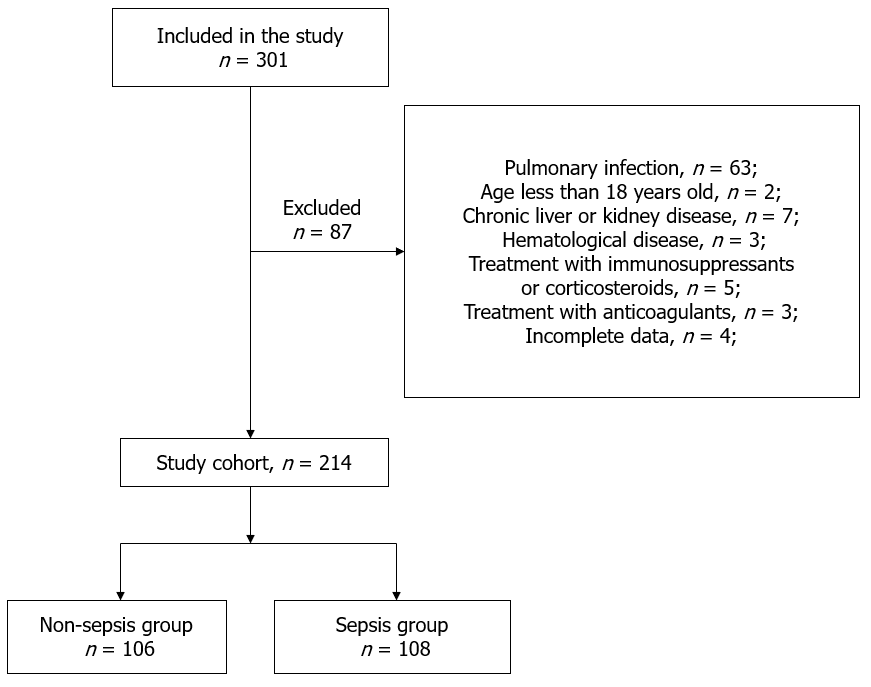 Included in the study
n = 301
Excluded
n = 87
Pulmonary infection, n = 63;
Age less than 18 years old, n = 2;
Chronic liver or kidney disease, n = 7;
Hematological disease, n = 3;
Treatment with immunosuppressants
or corticosteroids, n = 5;
Treatment with anticoagulants, n = 3;
Incomplete data, n = 4;
Study cohort, n = 214
Non-sepsis group
n = 106
Sepsis group
n = 108